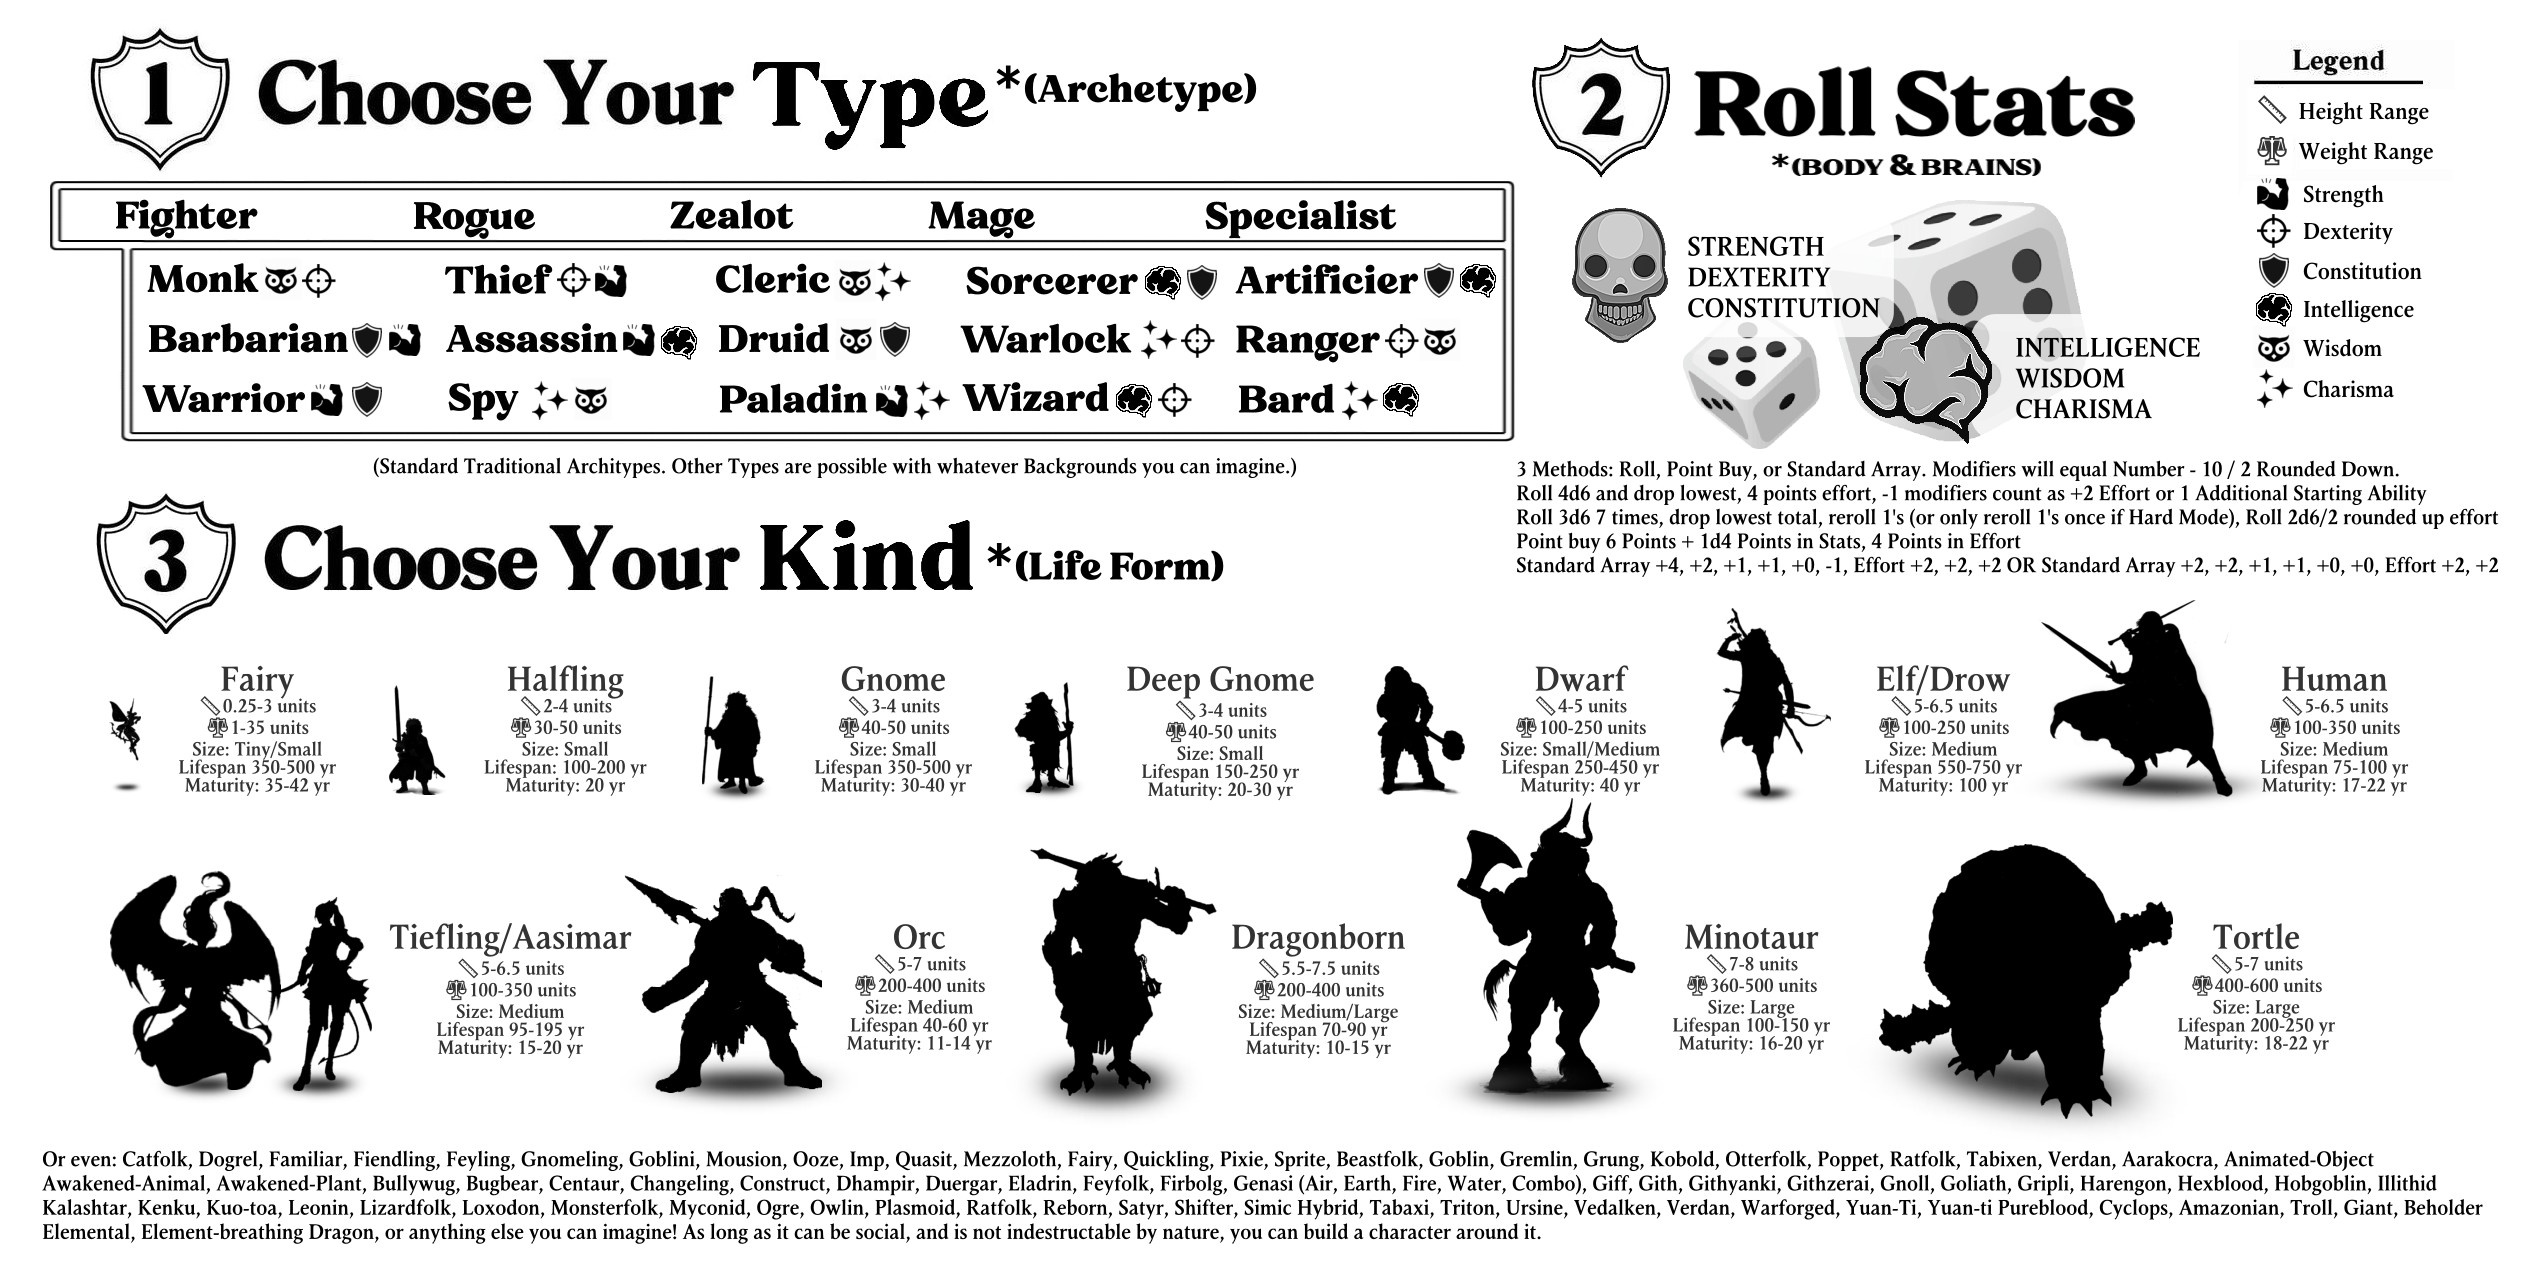 1
Choose Your Type *(Archetype)
Fighter Rogue Zealot Mage Specialist
Monk Thief Cleric Sorcerer Artificier
Barbarian Assassin Druid Warlock Ranger
Warrior Spy Paladin Wizard Bard
(Standard Traditional Architypes. Other Types are possible with whatever Backgrounds you can imagine.)
2
Roll Stats
*(BODY & BRAINS)
STRENGTH
DEXTERITY
CONSTITUTION
INTELLIGENCE
WISDOM
CHARISMA
Legend
Height Range
Weight Range
Strength
Dexterity
Constitution
Intelligence
Wisdom
Charisma
3 Methods: Roll, Point Buy, or Standard Array. Modifiers will equal Number - 10 / 2 Rounded Down.
Roll 4d6 and drop lowest, 4 points effort, -1 modifiers count as +2 Effort or 1 Additional Starting Ability
Roll 3d6 7 times, drop lowest total, reroll 1's (or only reroll 1's once if Hard Mode), Roll 2d6/2 rounded up effort
Point buy 6 Points + 1d4 Points in Stats, 4 Points in Effort
Standard Array +4, +2, +1, +1, +0, -1, Effort +2, +2, +2 OR Standard Array +2, +2, +1, +1, +0, +0, Effort +2, +2
3
Choose Your Kind *(Life Form)
Fairy
0.25-3 units
1-35 units
Size: Tiny/Small
Lifespan 350-500 yr
Maturity: 35-42 yr
Halfling
2-4 units
30-50 units
Size: Small
Lifespan: 100-200 yr
Maturity: 20 yr
Gnome
3-4 units
40-50 units
Size: Small
Lifespan 350-500 yr
Maturity: 30-40 yr
Deep Gnome
3-4 units
40-50 units
Size: Small
Lifespan 150-250 yr
Maturity: 20-30 yr
Dwarf
4-5 units
100-250 units
Size: Small/Medium
Lifespan 250-450 yr
Maturity: 40 yr
Elf/Drow
5-6.5 units
100-250 units
Size: Medium
Lifespan 550-750 yr
Maturity: 100 yr
Human
5-6.5 units
100-350 units
Size: Medium
Lifespan 75-100 yr
Maturity: 17-22 yr
Tiefling/Aasimar
5-6.5 units
100-350 units
Size: Medium
Lifespan 95-195 yr
Maturity: 15-20 yr
Orc
5-7 units
200-400 units
Size: Medium
Lifespan 40-60 yr
Maturity: 11-14 yr
Dragonborn
5.5-7.5 units
200-400 units
Size: Medium/Large
Lifespan 70-90 yr
Maturity: 10-15 yr
Minotaur
7-8 units
360-500 units
Size: Large
Lifespan 100-150 yr
Maturity: 16-20 yr
Tortle
5-7 units
400-600 units
Size: Large
Lifespan 200-250 yr
Maturity: 18-22 yr
Or even: Catfolk, Dogrel, Familiar, Fiendling, Feyling, Gnomeling, Goblini, Mousion, Ooze, Imp, Quasit, Mezzoloth, Fairy, Quickling, Pixie, Sprite, Beastfolk, Goblin, Gremlin, Grung, Kobold, Otterfolk, Poppet, Ratfolk, Tabixen, Verdan, Aarakocra, Animated-Object
Awakened-Animal, Awakened-Plant, Bullywug, Bugbear, Centaur, Changeling, Construct, Dhampir, Duergar, Eladrin, Feyfolk, Firbolg, Genasi (Air, Earth, Fire, Water, Combo), Giff, Gith, Githyanki, Githzerai, Gnoll, Goliath, Gripli, Harengon, Hexblood, Hobgoblin, Illithid
Kalashtar, Kenku, Kuo-toa, Leonin, Lizardfolk, Loxodon, Monsterfolk, Myconid, Ogre, Owlin, Plasmoid, Ratfolk, Reborn, Satyr, Shifter, Simic Hybrid, Tabaxi, Triton, Ursine, Vedalken, Verdan, Warforged, Yuan-Ti, Yuan-ti Pureblood, Cyclops, Amazonian, Troll, Giant, Beholder
Elemental, Element-breathing Dragon, or anything else you can imagine! As long as it can be social, and is not indestructable by nature, you can build a character around it.